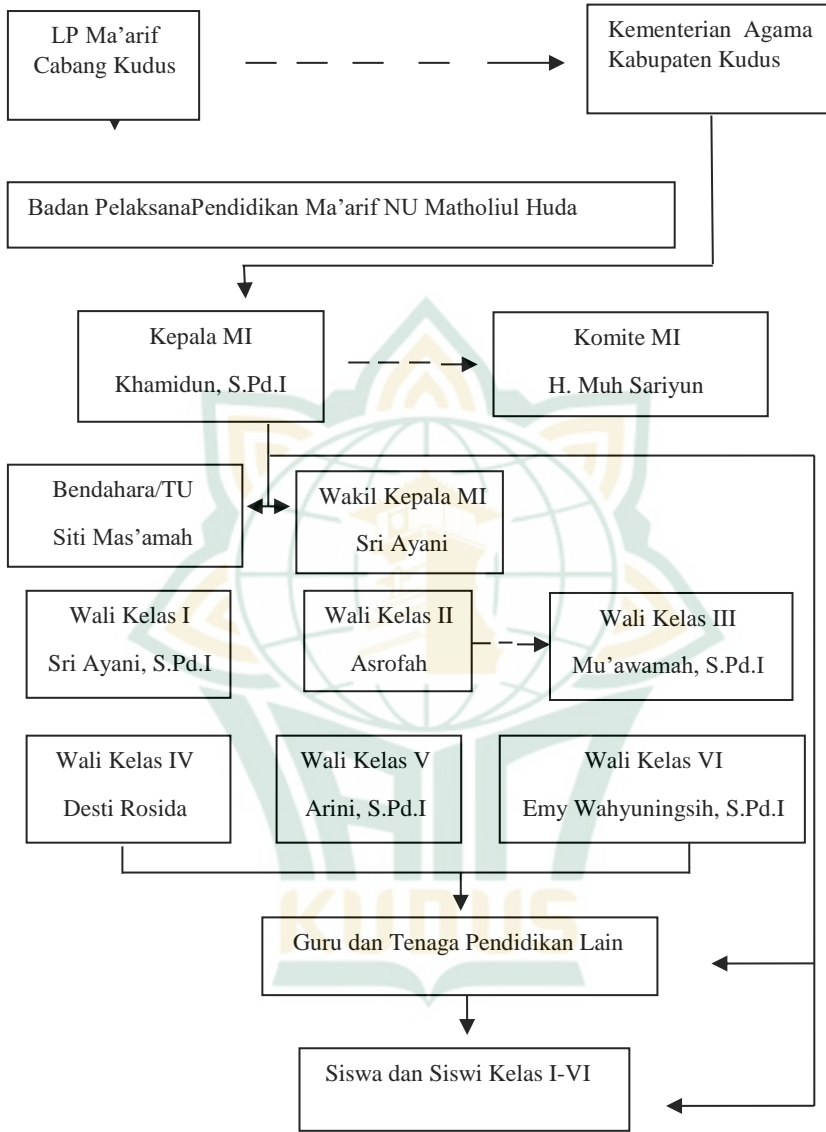 LP Ma’arif
Cabang Kudus
Kementerian Agama
Kabupaten Kudus
Badan PelaksanaPendidikan Ma’arif NU Matholiul Huda
Kepala MI
Khamidun, S.Pd.I
Komite MI
H. Muh Sariyun
Bendahara/TU
Siti Mas’amah
Wakil Kepala MI
Sri Ayani
Wali Kelas I
Sri Ayani, S.Pd.I
Wali Kelas II
Asrofah
Wali Kelas III
Mu’awamah, S.Pd.I
Wali Kelas IV
Desti Rosida
Wali Kelas V
Arini, S.Pd.I
Wali Kelas VI
Emy Wahyuningsih, S.Pd.I
KUDUS
Guru dan Tenaga Pendidikan Lain
Siswa dan Siswi Kelas I-VI